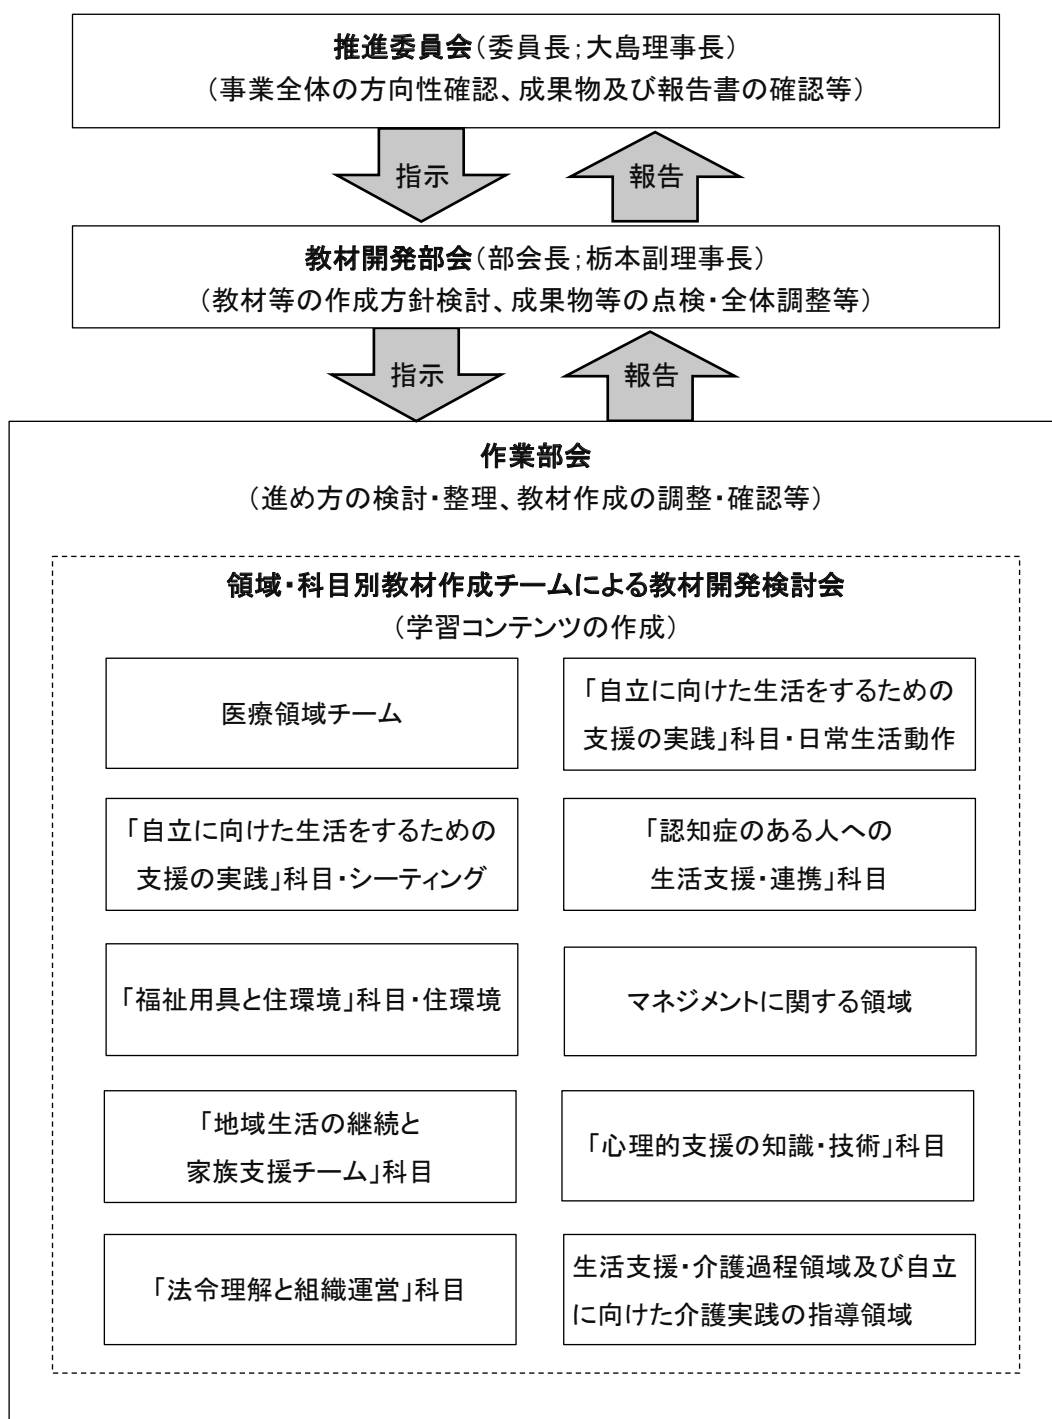 推進委員会(委員長;大島理事長)
(事業全体の方向性確認、成果物及び報告書の確認等)
指示
報告
教材開発部会(部会長;栃本副理事長)
(教材等の作成方針検討、成果物等の点検・全体調整等)
指示
報告
作業部会
(進め方の検討・整理、教材作成の調整・確認等)
領域・科目別教材作成チームによる教材開発検討会
(学習コンテンツの作成)
医療領域チーム
「自立に向けた生活をするための
支援の実践」科目・日常生活動作
「自立に向けた生活をするための
支援の実践」科目・シーティング
「認知症のある人への
生活支援・連携」科目
「福祉用具と住環境」科目・住環境
マネジメントに関する領域
「地域生活の継続と
家族支援チーム」科目
「心理的支援の知識・技術」科目
「法令理解と組織運営」科目
生活支援・介護過程領域及び自立
に向けた介護実践の指導領域